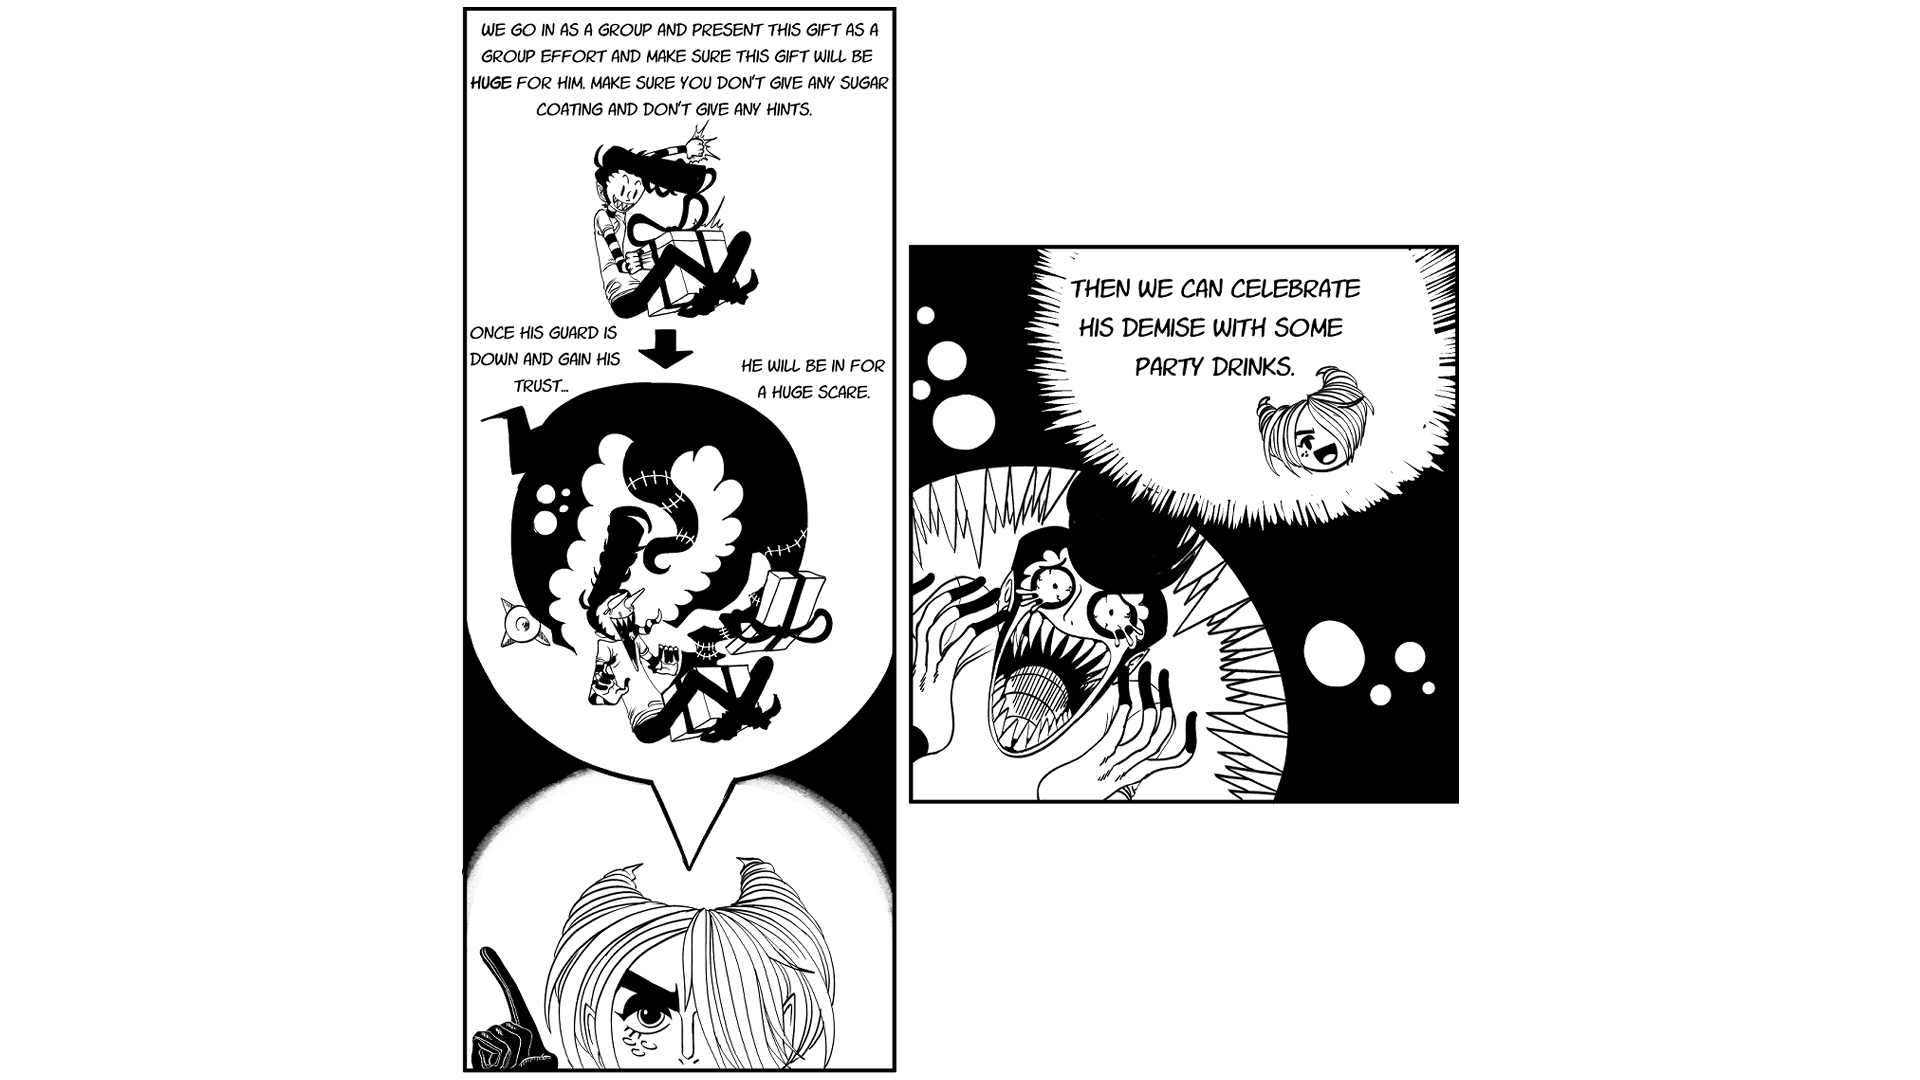 WE GO IN AS A GROUP AND PRESENT THIS GIFT AS A
GROUP EFFORT AND MAKE SURE THIS GIFT WILL BE
HUGE FOR HIM. MAKE SURE YOU DON'T GIVE ANY SUGAR
COATING AND DON'T GIVE ANY HINTS.
ONCE HIS GUARD IS
DOWN AND GAIN HIS
TRUST...
HE WILL BE IN FOR
A HUGE SCARE.
THEN WE CAN CELEBRATE
HIS DEMISE WITH SOME
PARTY DRINKS.